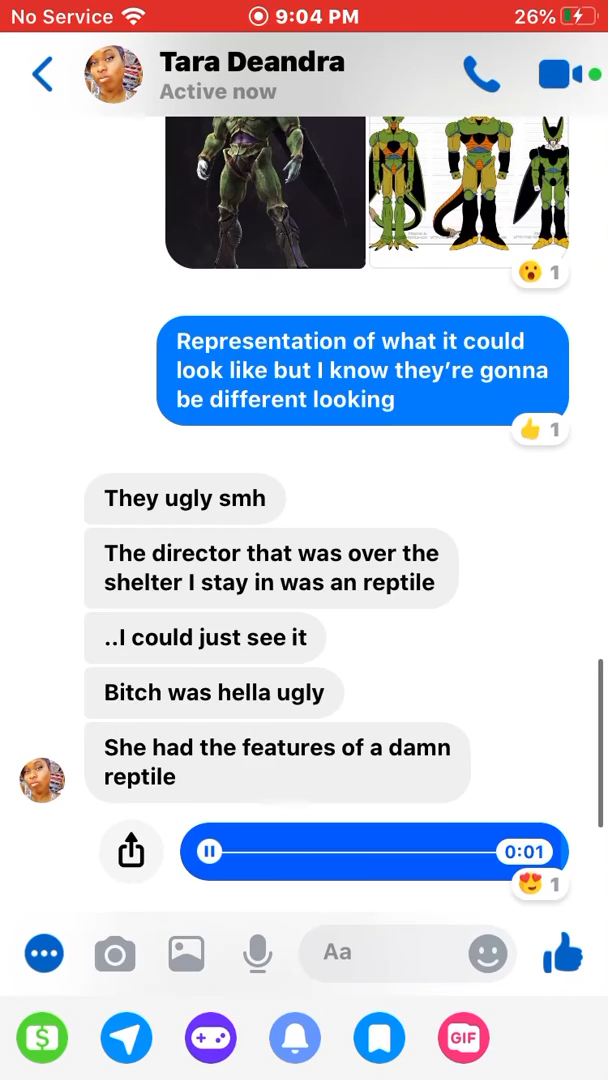 No Service
9:04 PM
26%
Tara Deandra
Active now
1
Representation of what it could
look like but I know they're gonna
be different looking
1
They ugly smh
The director that was over the
shelter I stay in was an reptile
..I could just see it
Bitch was hella ugly
She had the features of a damn
reptile
0:01
1
Aa
$
GIF